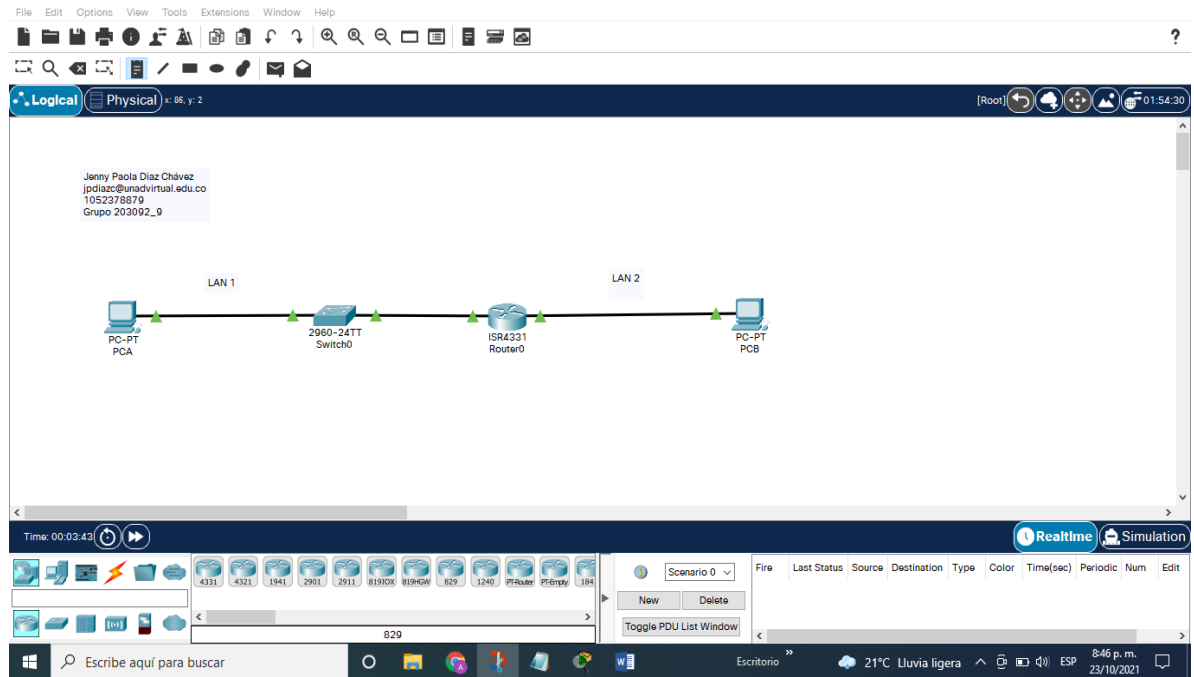 File Edit Options View Tools Extensions Window Help
?
Logical Physical x: 86, y: 2 [Root] 01:54:30
Jenny Paola Diaz Chávez
jpdiazc@unadvirtual.edu.co
1052378879
Grupo 203092_9
LAN 1
LAN 2
PC-PT
PCA
2960-24TT
Switch0
ISR4331
Router0
PC-PT
PCB
Time: 00:03:43 Realtime Simulation
4331 4321 1941 2901 2911 819IOX 819HGW 829 1240 PT-Router PT-Empty 184
829
Scenario 0
New Delete
Toggle PDU List Window
Fire Last Status Source Destination Type Color Time(sec) Periodic Num Edit
Escribe aquí para buscar
Escritorio » 21°C Lluvia ligera ESP
8:46 p. m.
23/10/2021